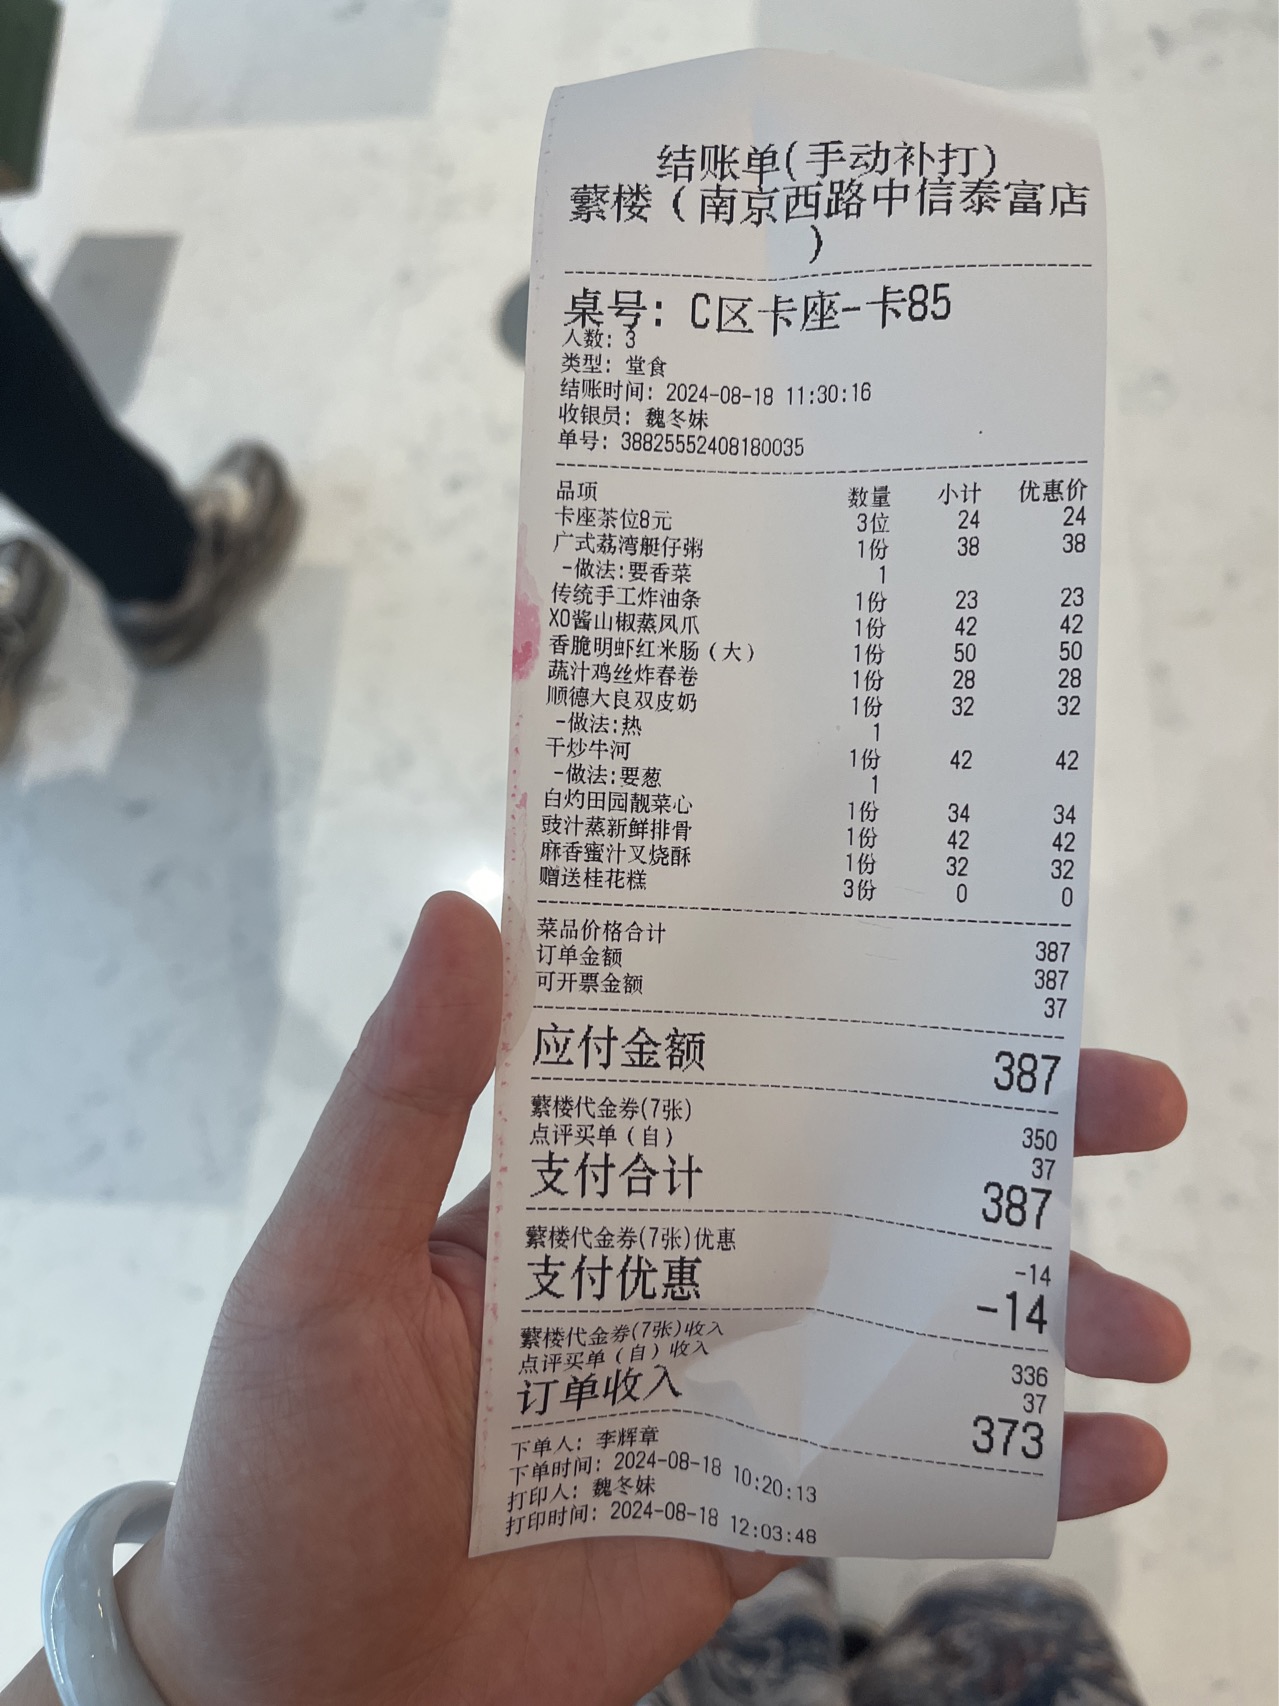 结账单(手动补打)
蘩楼（南京西路中信泰富店
）
桌号: C区卡座-卡85
人数: 3
类型: 堂食
结账时间: 2024-08-18 11:30:16
收银员: 魏冬妹
单号: 38825552408180035
品项 数量 小计 优惠价
卡座茶位8元 3位 24 24
广式荔湾艇仔粥 1份 38 38
-做法:要香菜 1
传统手工炸油条 1份 23 23
XO酱山椒蒸凤爪 1份 42 42
香脆明虾红米肠（大） 1份 50 50
蔬汁鸡丝炸春卷 1份 28 28
顺德大良双皮奶 1份 32 32
-做法:热 1
干炒牛河 1份 42 42
-做法:要葱 1
白灼田园靓菜心 1份 34 34
豉汁蒸新鲜排骨 1份 42 42
麻香蜜汁叉烧酥 1份 32 32
赠送桂花糕 3份 0 0
菜品价格合计 387
订单金额 387
可开票金额 37
应付金额 387
蘩楼代金券(7张) 350
点评买单（自） 37
支付合计 387
蘩楼代金券(7张)优惠 -14
支付优惠 -14
蘩楼代金券(7张)收入 336
点评买单（自）收入 37
订单收入 373
下单人: 李辉章
下单时间: 2024-08-18 10:20:13
打印人: 魏冬妹
打印时间: 2024-08-18 12:03:48